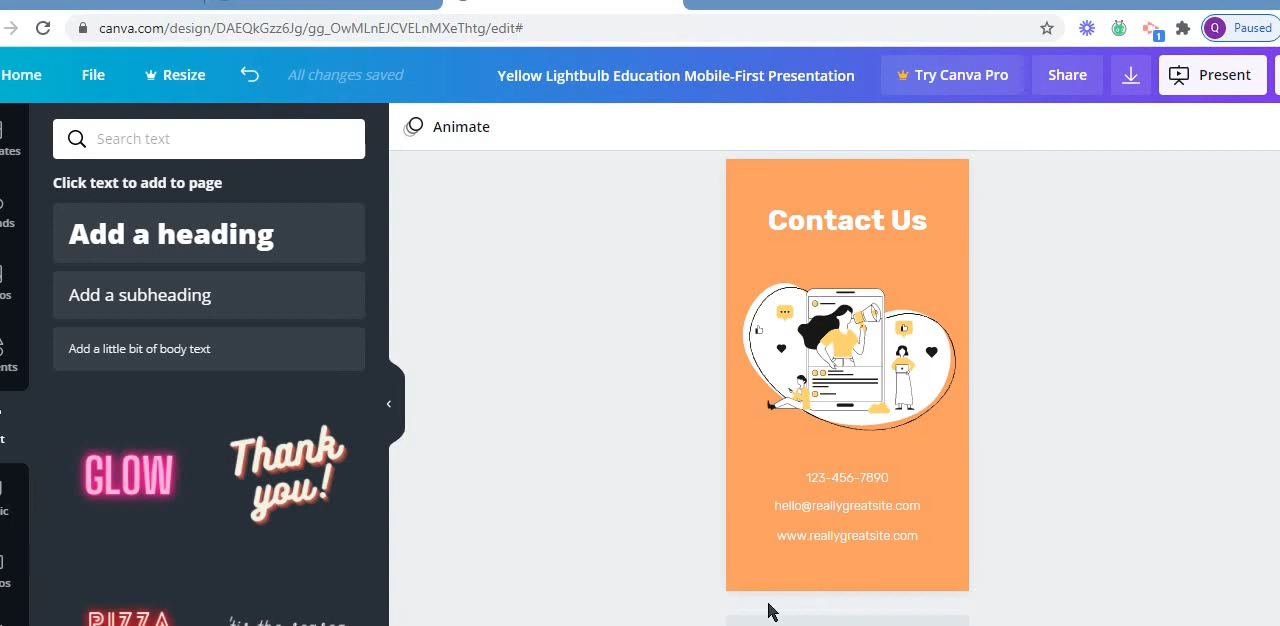 canva.com/design/DAEQkGzz6Jg/gg_OwMLnEJCVELnMXeThtg/edit#
1
Q Paused
Home File Resize All changes saved Yellow Lightbulb Education Mobile-First Presentation Try Canva Pro Share Present
Search text
Animate
Click text to add to page
Add a heading
Add a subheading
Add a little bit of body text
GLOW
Thank
you!
PIZZA
Contact Us
123-456-7890
hello@reallygreatsite.com
www.reallygreatsite.com